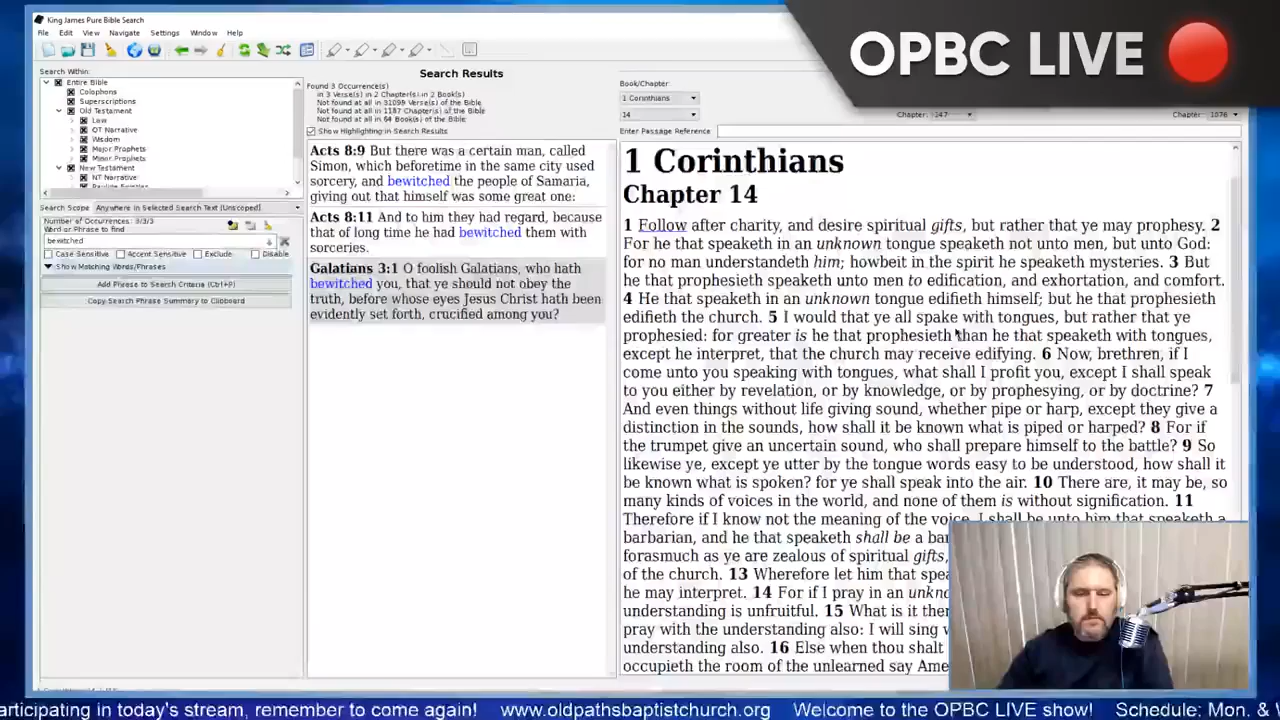 King James Pure Bible Search
File Edit View Navigate Settings Window Help
OPBC LIVE
Search Within:
Entire Bible
Colophons
Superscriptions
Old Testament
Law
OT Narrative
Wisdom
Major Prophets
Minor Prophets
New Testament
NT Narrative
Pauline Epistles
Search Scope Anywhere in Selected Search Text (Unscoped)
Number of Occurrences: 3/3/3
Word or Phrase to find
bewitched
Case Sensitive Accent Sensitive Exclude Disable
Show Matching Words/Phrases
Add Phrase to Search Criteria (Ctrl+P)
Copy Search Phrase Summary to Clipboard
Search Results
Found 3 Occurrence(s)
in 3 Verse(s) in 2 Chapter(s) in 2 Book(s)
Not found at all in 31099 Verse(s) of the Bible
Not found at all in 1187 Chapter(s) of the Bible
Not found at all in 64 Book(s) of the Bible
Show Highlighting in Search Results
Acts 8:9 But there was a certain man, called
Simon, which beforetime in the same city used
sorcery, and bewitched the people of Samaria,
giving out that himself was some great one:
Acts 8:11 And to him they had regard, because
that of long time he had bewitched them with
sorceries.
Galatians 3:1 O foolish Galatians, who hath
bewitched you, that ye should not obey the
truth, before whose eyes Jesus Christ hath been
evidently set forth, crucified among you?
Book/Chapter:
1 Corinthians
14 Chapter: 147 Chapter: 1076
Enter Passage Reference
1 Corinthians
Chapter 14
1 Follow after charity, and desire spiritual gifts, but rather that ye may prophesy. 2
For he that speaketh in an unknown tongue speaketh not unto men, but unto God:
for no man understandeth him; howbeit in the spirit he speaketh mysteries. 3 But
he that prophesieth speaketh unto men to edification, and exhortation, and comfort.
4 He that speaketh in an unknown tongue edifieth himself; but he that prophesieth
edifieth the church. 5 I would that ye all spake with tongues, but rather that ye
prophesied: for greater is he that prophesieth than he that speaketh with tongues,
except he interpret, that the church may receive edifying. 6 Now, brethren, if I
come unto you speaking with tongues, what shall I profit you, except I shall speak
to you either by revelation, or by knowledge, or by prophesying, or by doctrine? 7
And even things without life giving sound, whether pipe or harp, except they give a
distinction in the sounds, how shall it be known what is piped or harped? 8 For if
the trumpet give an uncertain sound, who shall prepare himself to the battle? 9 So
likewise ye, except ye utter by the tongue words easy to be understood, how shall it
be known what is spoken? for ye shall speak into the air. 10 There are, it may be, so
many kinds of voices in the world, and none of them is without signification. 11
Therefore if I know not the meaning of the voice, I shall be unto him that speaketh a
barbarian, and he that speaketh shall be a bar
forasmuch as ye are zealous of spiritual gifts,
of the church. 13 Wherefore let him that spea
he may interpret. 14 For if I pray in an unkno
understanding is unfruitful. 15 What is it then
pray with the understanding also: I will sing w
understanding also. 16 Else when thou shalt
occupieth the room of the unlearned say Ame
articipating in today's stream, remember to come again! www.oldpathsbaptistchurch.org Welcome to the OPBC LIVE show! Schedule: Mon. &